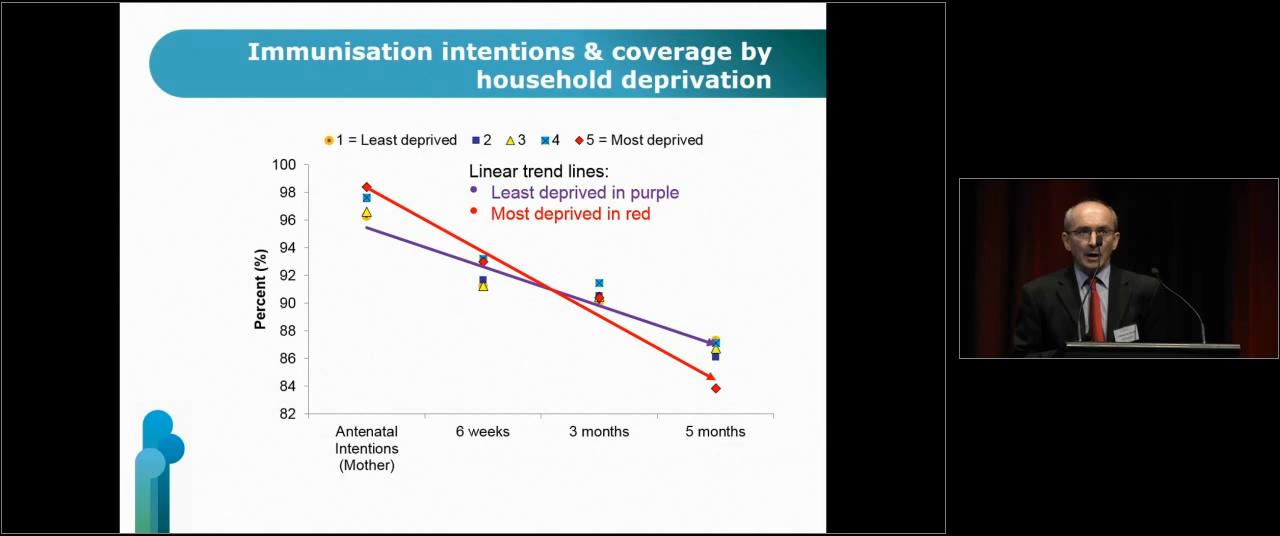 Immunisation intentions & coverage by
household deprivation
1 = Least deprived 2 3 4 5 = Most deprived
Linear trend lines:
• Least deprived in purple
• Most deprived in red
Percent (%)
100
98
96
94
92
90
88
86
84
82
Antenatal
Intentions
(Mother)
6 weeks
3 months
5 months